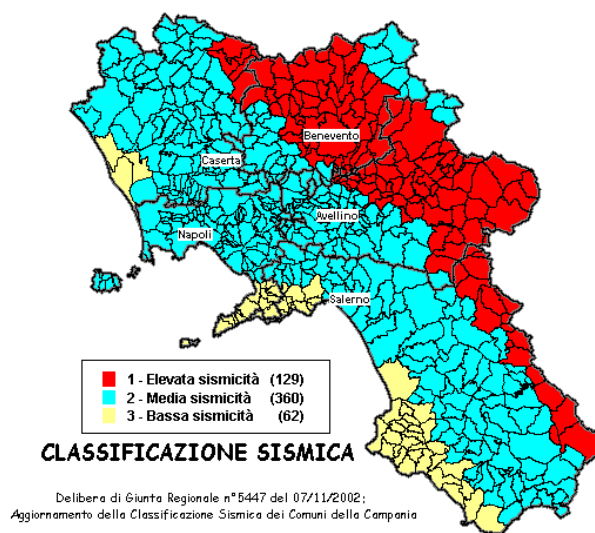 Benevento
Caserta
Avellino
Napoli
Salerno
1 - Elevata sismicità (129)
2 - Media sismicità (360)
3 - Bassa sismicità (62)
CLASSIFICAZIONE SISMICA
Delibera di Giunta Regionale n°5447 del 07/11/2002;
Aggiornamento della Classificazione Sismica dei Comuni della Campania